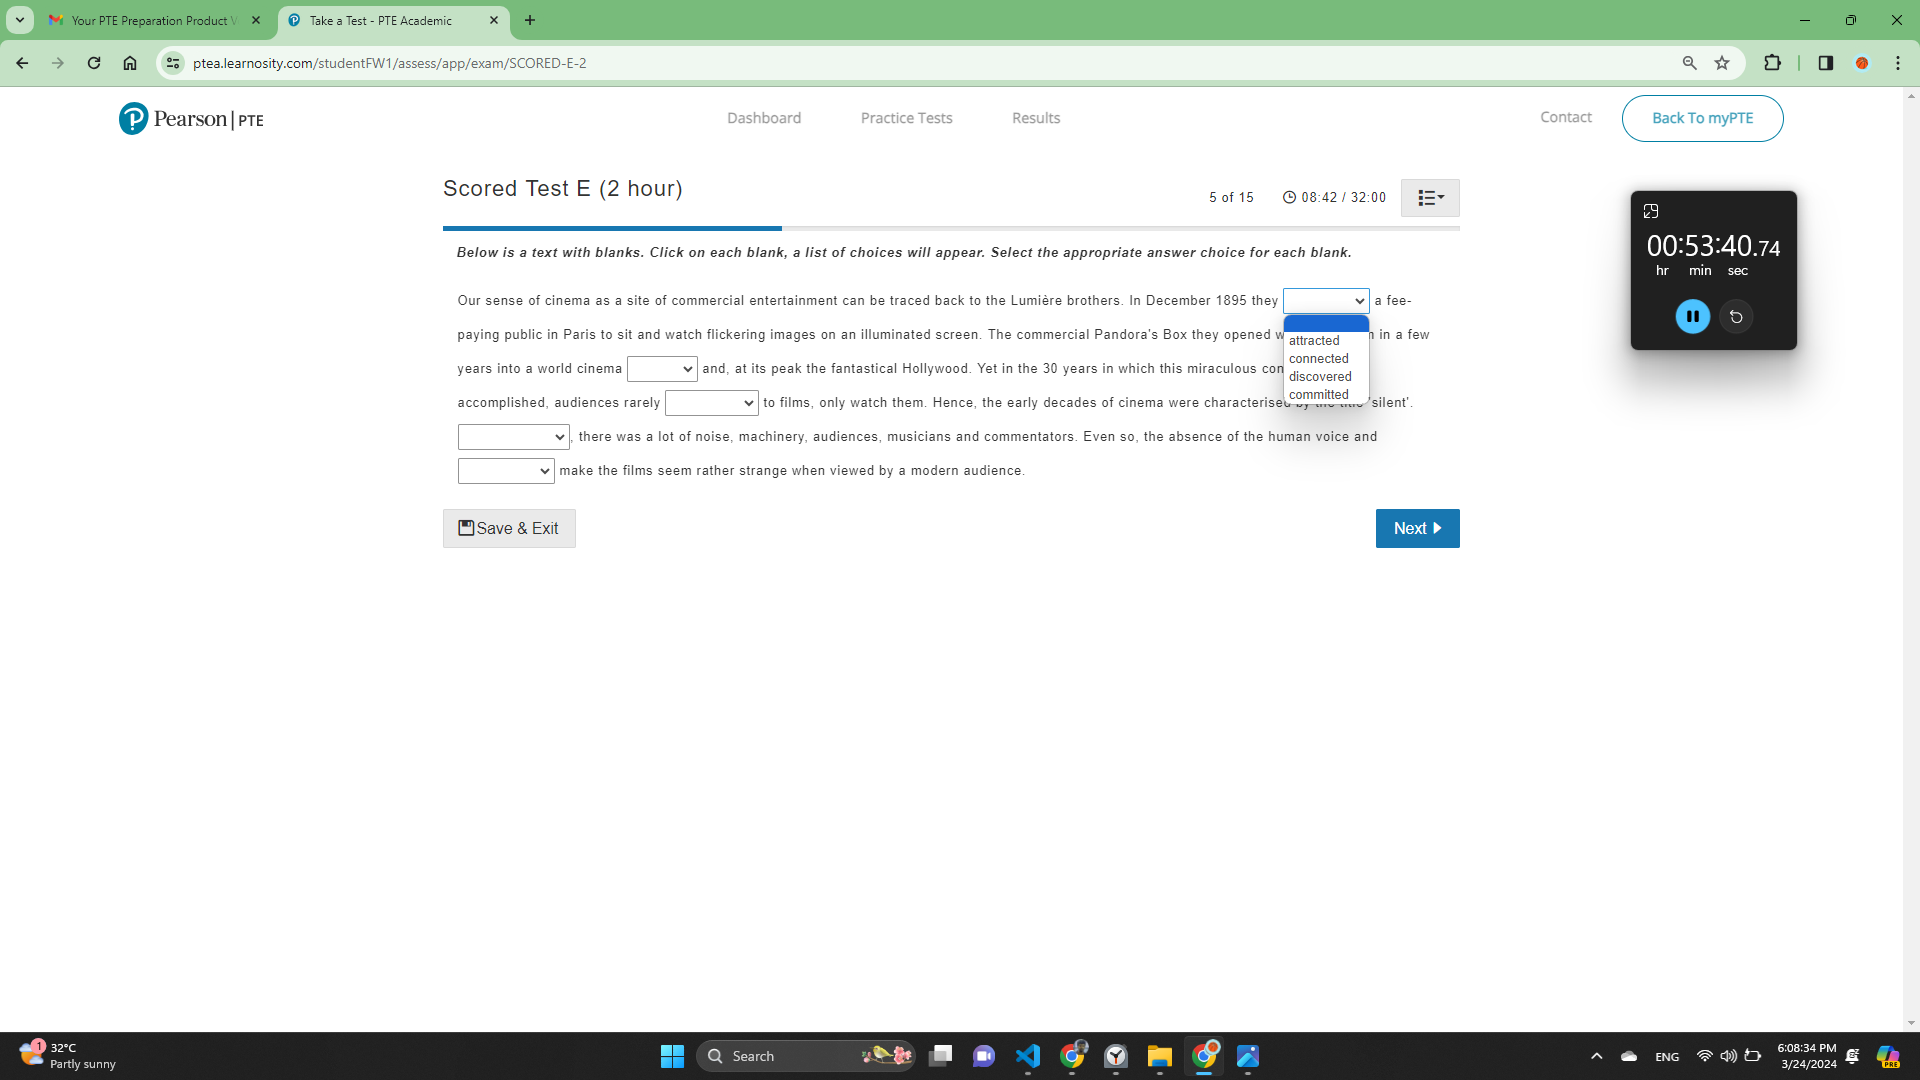 Your PTE Preparation Product V
Take a Test - PTE Academic
ptea.learnosity.com/studentFW1/assess/app/exam/SCORED-E-2
Pearson | PTE
Dashboard
Practice Tests
Results
Contact
Back To myPTE
Scored Test E (2 hour)
5 of 15
08:42 / 32:00
00:53:40.74
hr min sec
Below is a text with blanks. Click on each blank, a list of choices will appear. Select the appropriate answer choice for each blank.
Our sense of cinema as a site of commercial entertainment can be traced back to the Lumière brothers. In December 1895 they a fee-
paying public in Paris to sit and watch flickering images on an illuminated screen. The commercial Pandora's Box they opened in a few
years into a world cinema and, at its peak the fantastical Hollywood. Yet in the 30 years in which this miraculous
accomplished, audiences rarely to films, only watch them. Hence, the early decades of cinema were characterised by the title 'silent'.
, there was a lot of noise, machinery, audiences, musicians and commentators. Even so, the absence of the human voice and
make the films seem rather strange when viewed by a modern audience.
attracted
connected
discovered
committed
Save & Exit
Next
1
32°C
Partly sunny
Search
ENG
6:08:34 PM
3/24/2024
PRE